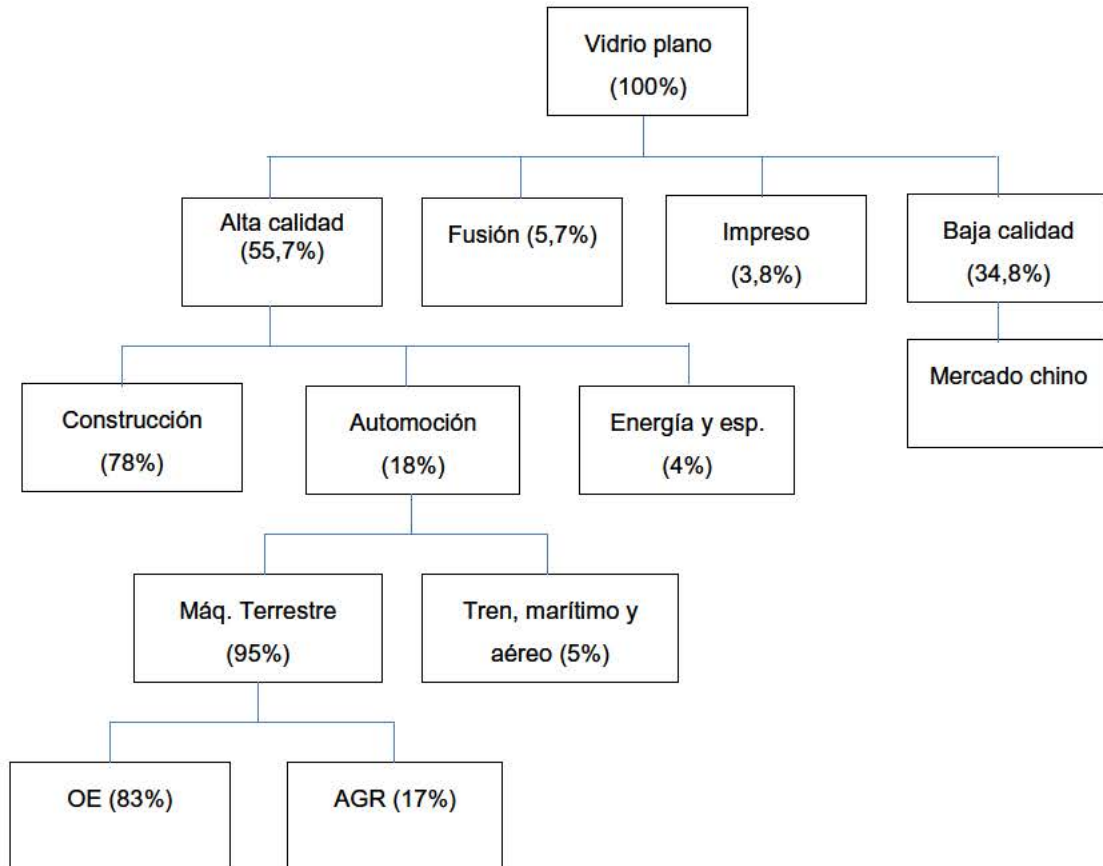 Vidrio plano
(100%)
Alta calidad
(55,7%)
Fusión (5,7%)
Impreso
(3,8%)
Baja calidad
(34,8%)
Construcción
(78%)
Automoción
(18%)
Energía y esp.
(4%)
Mercado chino
Máq. Terrestre
(95%)
Tren, marítimo y
aéreo (5%)
OE (83%)
AGR (17%)